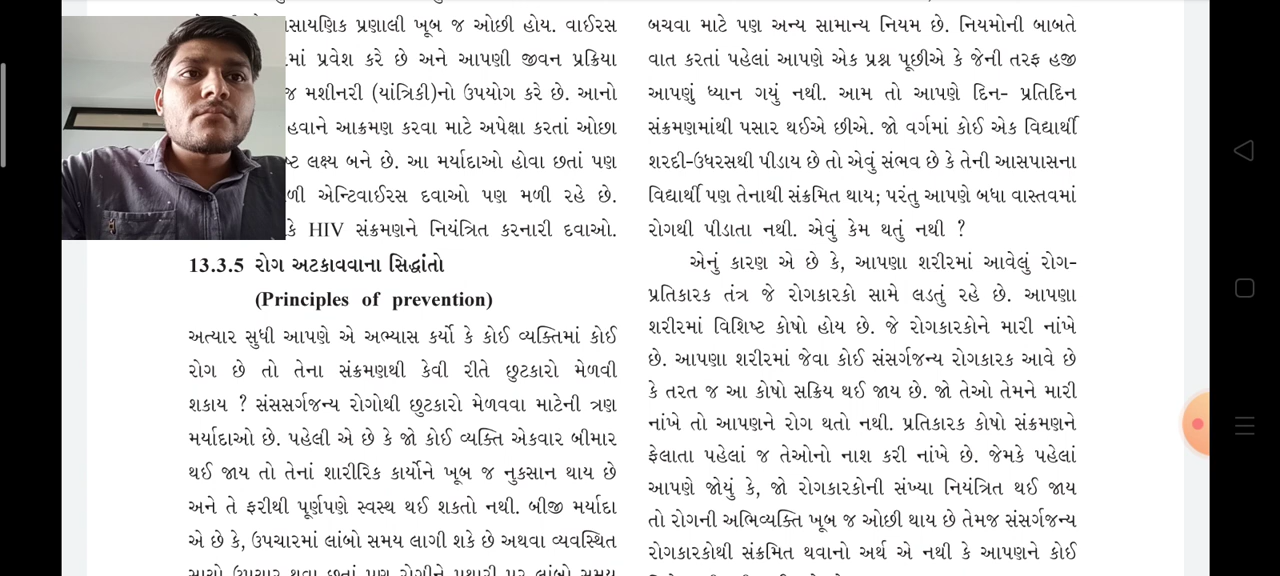 સાયણિક પ્રણાલી ખૂબ જ ઓછી હોય. વાઈરસ
માં પ્રવેશ કરે છે અને આપણી જીવન પ્રક્રિયા
જ મશીનરી (યાંત્રિકી)નો ઉપયોગ કરે છે. આનો
હવાને આક્રમણ કરવા માટે અપેક્ષા કરતાં ઓછા
લક્ષ્ય બને છે. આ મર્યાદાઓ હોવા છતાં પણ
ળી એન્ટિવાઈરસ દવાઓ પણ મળી રહે છે.
કે HIV સંક્રમણને નિયંત્રિત કરનારી દવાઓ.
13.3.5 રોગ અટકાવવાના સિદ્ધાંતો
(Principles of prevention)
અત્યાર સુધી આપણે એ અભ્યાસ કર્યો કે કોઈ વ્યક્તિમાં કોઈ
રોગ છે તો તેના સંક્રમણથી કેવી રીતે છુટકારો મેળવી
શકાય ? સંસસર્ગજન્ય રોગોથી છુટકારો મેળવવા માટેની ત્રણ
મર્યાદાઓ છે. પહેલી એ છે કે જો કોઈ વ્યક્તિ એકવાર બીમાર
થઈ જાય તો તેનાં શારીરિક કાર્યોને ખૂબ જ નુકસાન થાય છે
અને તે ફરીથી પૂર્ણપણે સ્વસ્થ થઈ શકતો નથી. બીજી મર્યાદા
એ છે કે, ઉપચારમાં લાંબો સમય લાગી શકે છે અથવા વ્યવસ્થિત
બચવા માટે પણ અન્ય સામાન્ય નિયમ છે. નિયમોની બાબતે
વાત કરતાં પહેલાં આપણે એક પ્રશ્ન પૂછીએ કે જેની તરફ હજી
આપણું ધ્યાન ગયું નથી. આમ તો આપણે દિન- પ્રતિદિન
સંક્રમણમાંથી પસાર થઈએ છીએ. જો વર્ગમાં કોઈ એક વિદ્યાર્થી
શરદી-ઉધરસથી પીડાય છે તો એવું સંભવ છે કે તેની આસપાસના
વિદ્યાર્થી પણ તેનાથી સંક્રમિત થાય; પરંતુ આપણે બધા વાસ્તવમાં
રોગથી પીડાતા નથી. એવું કેમ થતું નથી ?
એનું કારણ એ છે કે, આપણા શરીરમાં આવેલું રોગ-
પ્રતિકારક તંત્ર જે રોગકારકો સામે લડતું રહે છે. આપણા
શરીરમાં વિશિષ્ટ કોષો હોય છે. જે રોગકારકોને મારી નાંખે
છે. આપણા શરીરમાં જેવા કોઈ સંસર્ગજન્ય રોગકારક આવે છે
કે તરત જ આ કોષો સક્રિય થઈ જાય છે. જો તેઓ તેમને મારી
નાંખે તો આપણને રોગ થતો નથી. પ્રતિકારક કોષો સંક્રમણને
ફેલાતા પહેલાં જ તેઓનો નાશ કરી નાંખે છે. જેમકે પહેલાં
આપણે જોયું કે, જો રોગકારકોની સંખ્યા નિયંત્રિત થઈ જાય
તો રોગની અભિવ્યક્તિ ખૂબ જ ઓછી થાય છે તેમજ સંસર્ગજન્ય
રોગકારકોથી સંક્રમિત થવાનો અર્થ એ નથી કે આપણને કોઈ